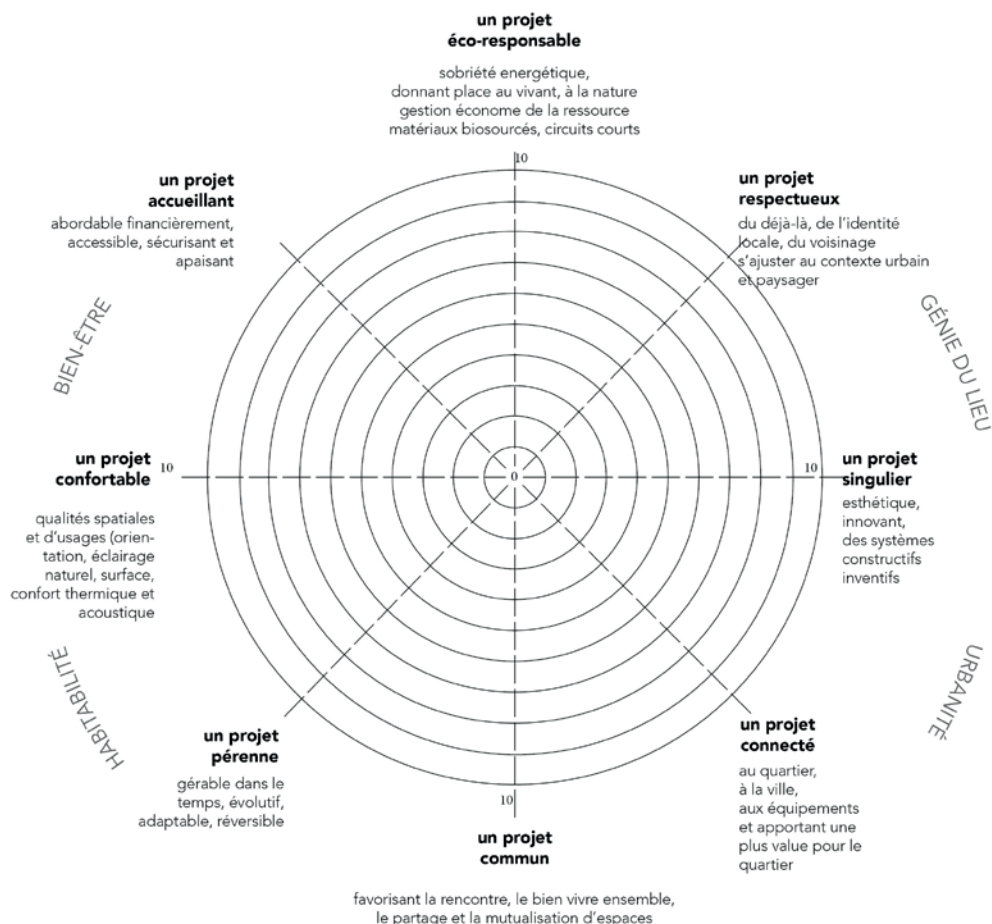 un projet
éco-responsable
sobriété energétique,
donnant place au vivant, à la nature
gestion économe de la ressource
matériaux biosourcés, circuits courts
10
un projet
accueillant
abordable financièrement,
accessible, sécurisant et
apaisant
un projet
respectueux
du déjà-là, de l'identité
locale, du voisinage
s'ajuster au contexte urbain
et paysager
BIEN-ÊTRE
GÉNIE DU LIEU
un projet
confortable
10
qualités spatiales
et d'usages (orien-
tation, éclairage
naturel, surface,
confort thermique et
acoustique
0
10
un projet
singulier
esthétique,
innovant,
des systèmes
constructifs
inventifs
HABITABILITÉ
URBANITÉ
un projet
pérenne
gérable dans le
temps, évolutif,
adaptable, réversible
un projet
connecté
au quartier,
à la ville,
aux équipements
et apportant une
plus value pour le
quartier
10
un projet
commun
favorisant la rencontre, le bien vivre ensemble,
le partage et la mutualisation d'espaces